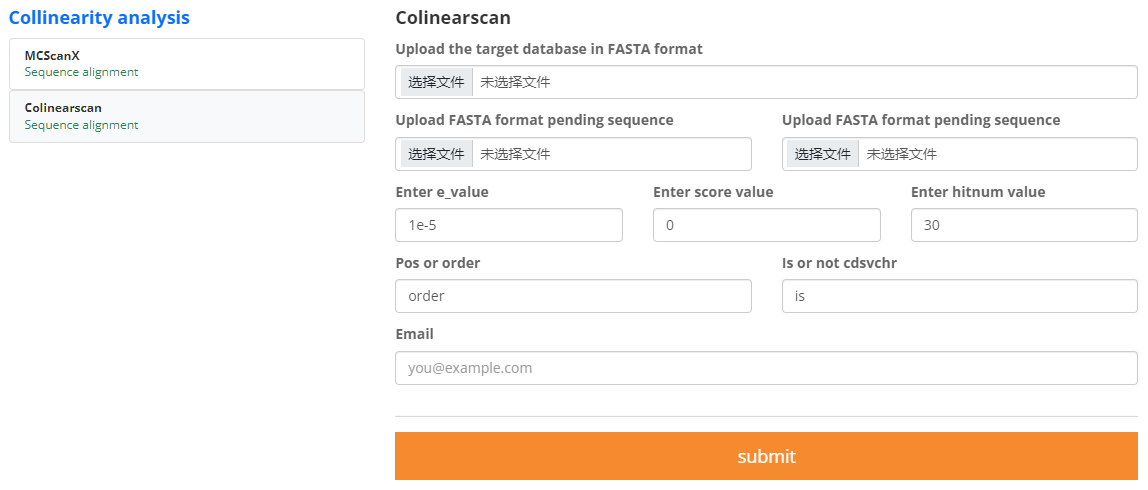 Collinearity analysis
MCScanX
Sequence alignment
Colinearscan
Sequence alignment
Colinearscan
Upload the target database in FASTA format
选择文件 未选择文件
Upload FASTA format pending sequence
选择文件 未选择文件
Upload FASTA format pending sequence
选择文件 未选择文件
Enter e_value
1e-5
Enter score value
0
Enter hitnum value
30
Pos or order
order
Is or not cdsvchr
is
Email
you@example.com
submit